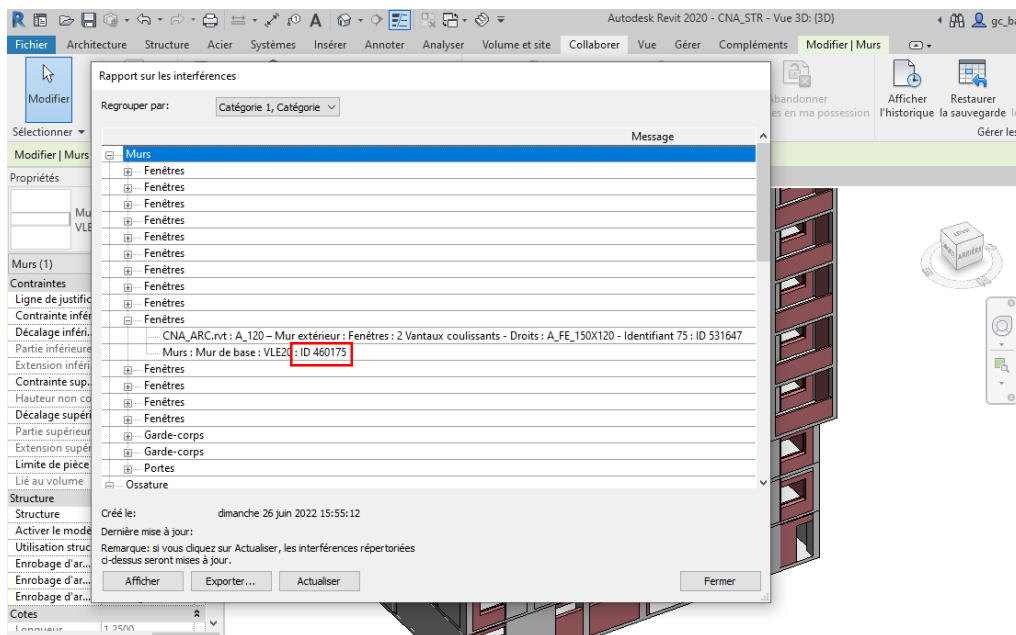 Autodesk Revit 2020 - CNA_STR - Vue 3D: {3D}
Fichier Architecture Structure Acier Systèmes Insérer Annoter Analyser Volume et site Collaborer Vue Gérer Compléments Modifier | Murs
Modifier
Afficher l'historique
Restaurer la sauvegarde
Sélectionner
Gérer les
Modifier | Murs
Propriétés
Murs (1)
Contraintes
Ligne de justific
Contrainte infér
Décalage inféri...
Partie inférieure
Extension inféri
Contrainte sup...
Hauteur non co
Décalage supéri
Partie supérieur
Extension supér
Limite de pièce
Lié au volume
Structure
Structure
Activer le modè
Utilisation struc
Enrobage d'ar...
Enrobage d'ar...
Enrobage d'ar...
Cotes
Rapport sur les interférences
Regrouper par: Catégorie 1, Catégorie
Message
Murs
Fenêtres
Fenêtres
Fenêtres
Fenêtres
Fenêtres
Fenêtres
Fenêtres
Fenêtres
Fenêtres
Fenêtres
CNA_ARC.rvt : A_120 – Mur extérieur : Fenêtres : 2 Vantaux coulissants - Droits : A_FE_150X120 - Identifiant 75 : ID 531647
Murs : Mur de base : VLE20 : ID 460175
Fenêtres
Fenêtres
Fenêtres
Fenêtres
Garde-corps
Garde-corps
Portes
Ossature
Créé le: dimanche 26 juin 2022 15:55:12
Dernière mise à jour:
Remarque: si vous cliquez sur Actualiser, les interférences répertoriées
ci-dessus seront mises à jour.
Afficher Exporter... Actualiser Fermer
ARRIÈRE